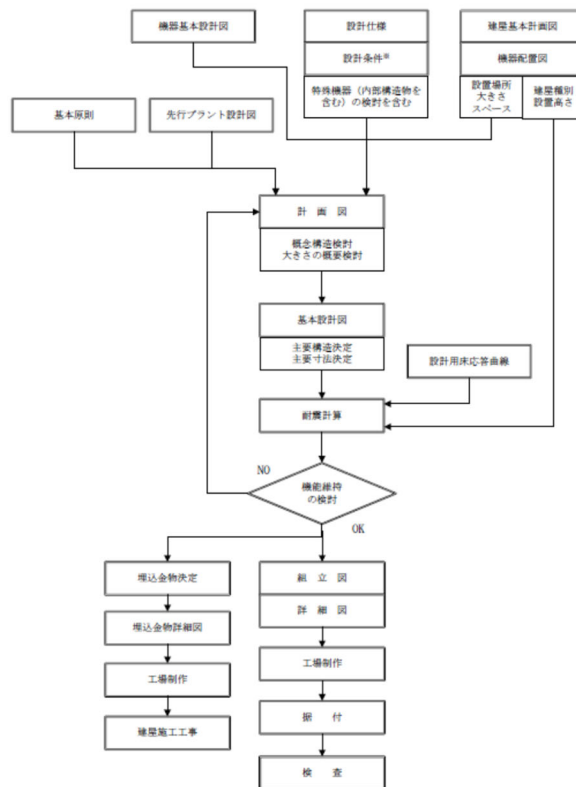 機器基本設計図
設計仕様
設計条件※
特殊機器（内部構造物を
含む）の検討を含む
建屋基本計画図
機器配置図
設置場所
大きさ
スペース
建屋種別
設置高さ
基本原則
先行プラント設計図
計　画　図
概念構造検討
大きさの概要検討
基本設計図
主要構造決定
主要寸法決定
設計用床応答曲線
耐震計算
NO
機能維持
の検討
OK
埋込金物決定
組　立　図
詳　細　図
埋込金物詳細図
工場制作
工場制作
建屋施工工事
据　付
検　査